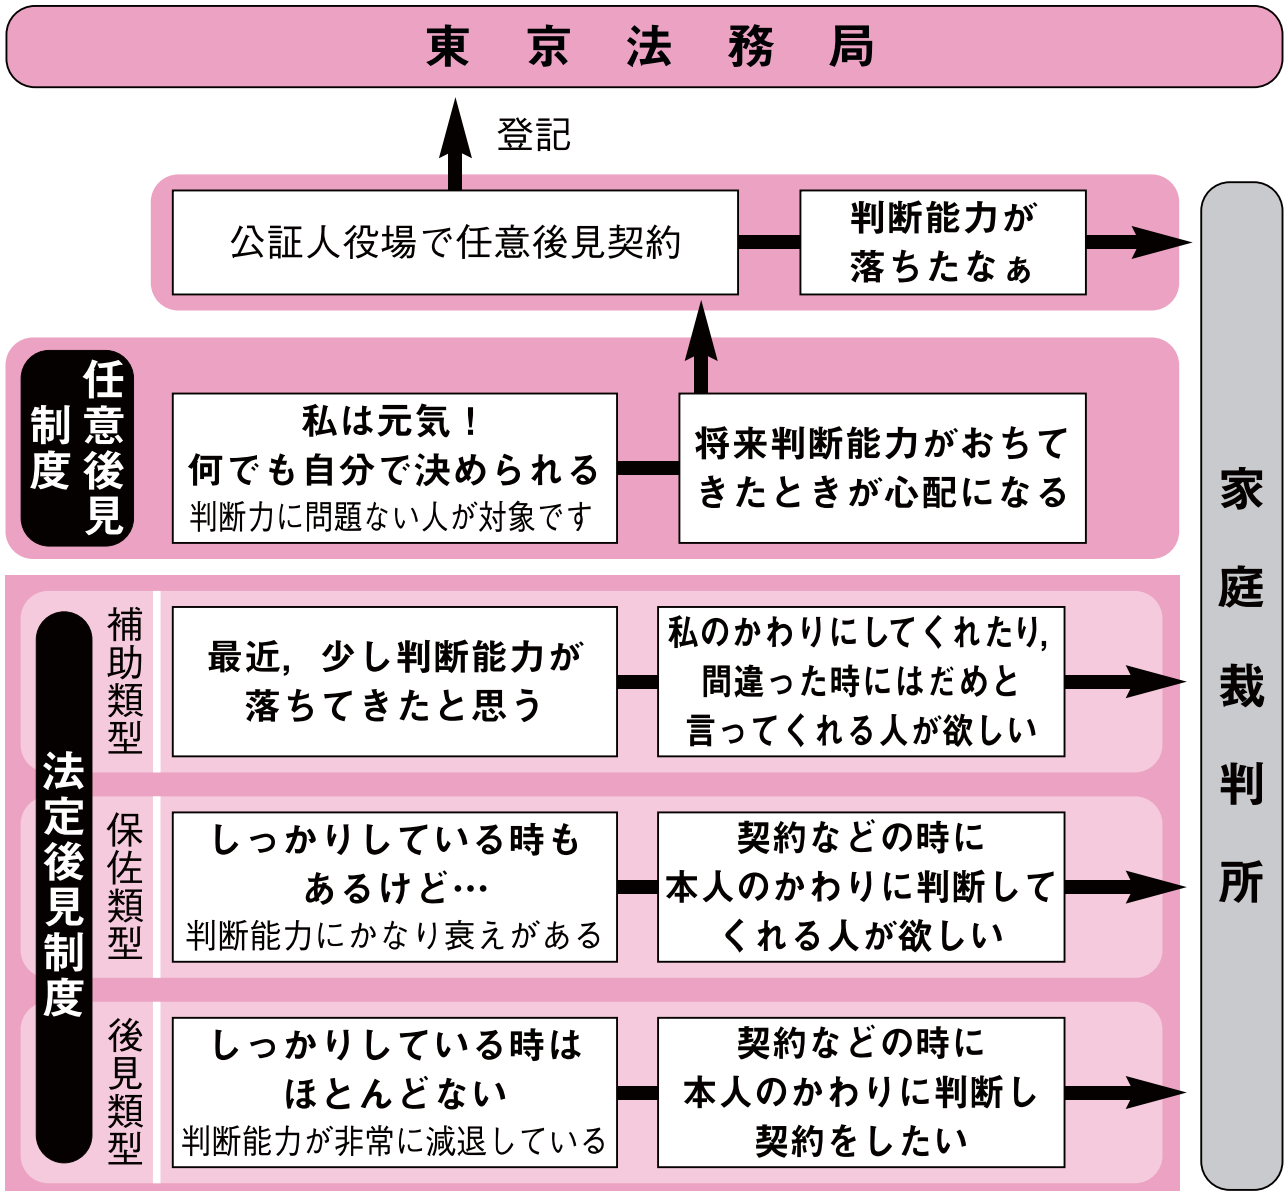 東京法務局
登記
公証人役場で任意後見契約
判断能力が
落ちたなぁ
任意後見
制度
私は元気！
何でも自分で決められる
判断力に問題ない人が対象です
将来判断能力がおちて
きたときが心配になる
家庭裁判所
法定後見制度
補助類型
最近，少し判断能力が
落ちてきたと思う
私のかわりにしてくれたり，
間違った時にはだめと
言ってくれる人が欲しい
保佐類型
しっかりしている時も
あるけど…
判断能力にかなり衰えがある
契約などの時に
本人のかわりに判断して
くれる人が欲しい
後見類型
しっかりしている時は
ほとんどない
判断能力が非常に減退している
契約などの時に
本人のかわりに判断し
契約をしたい